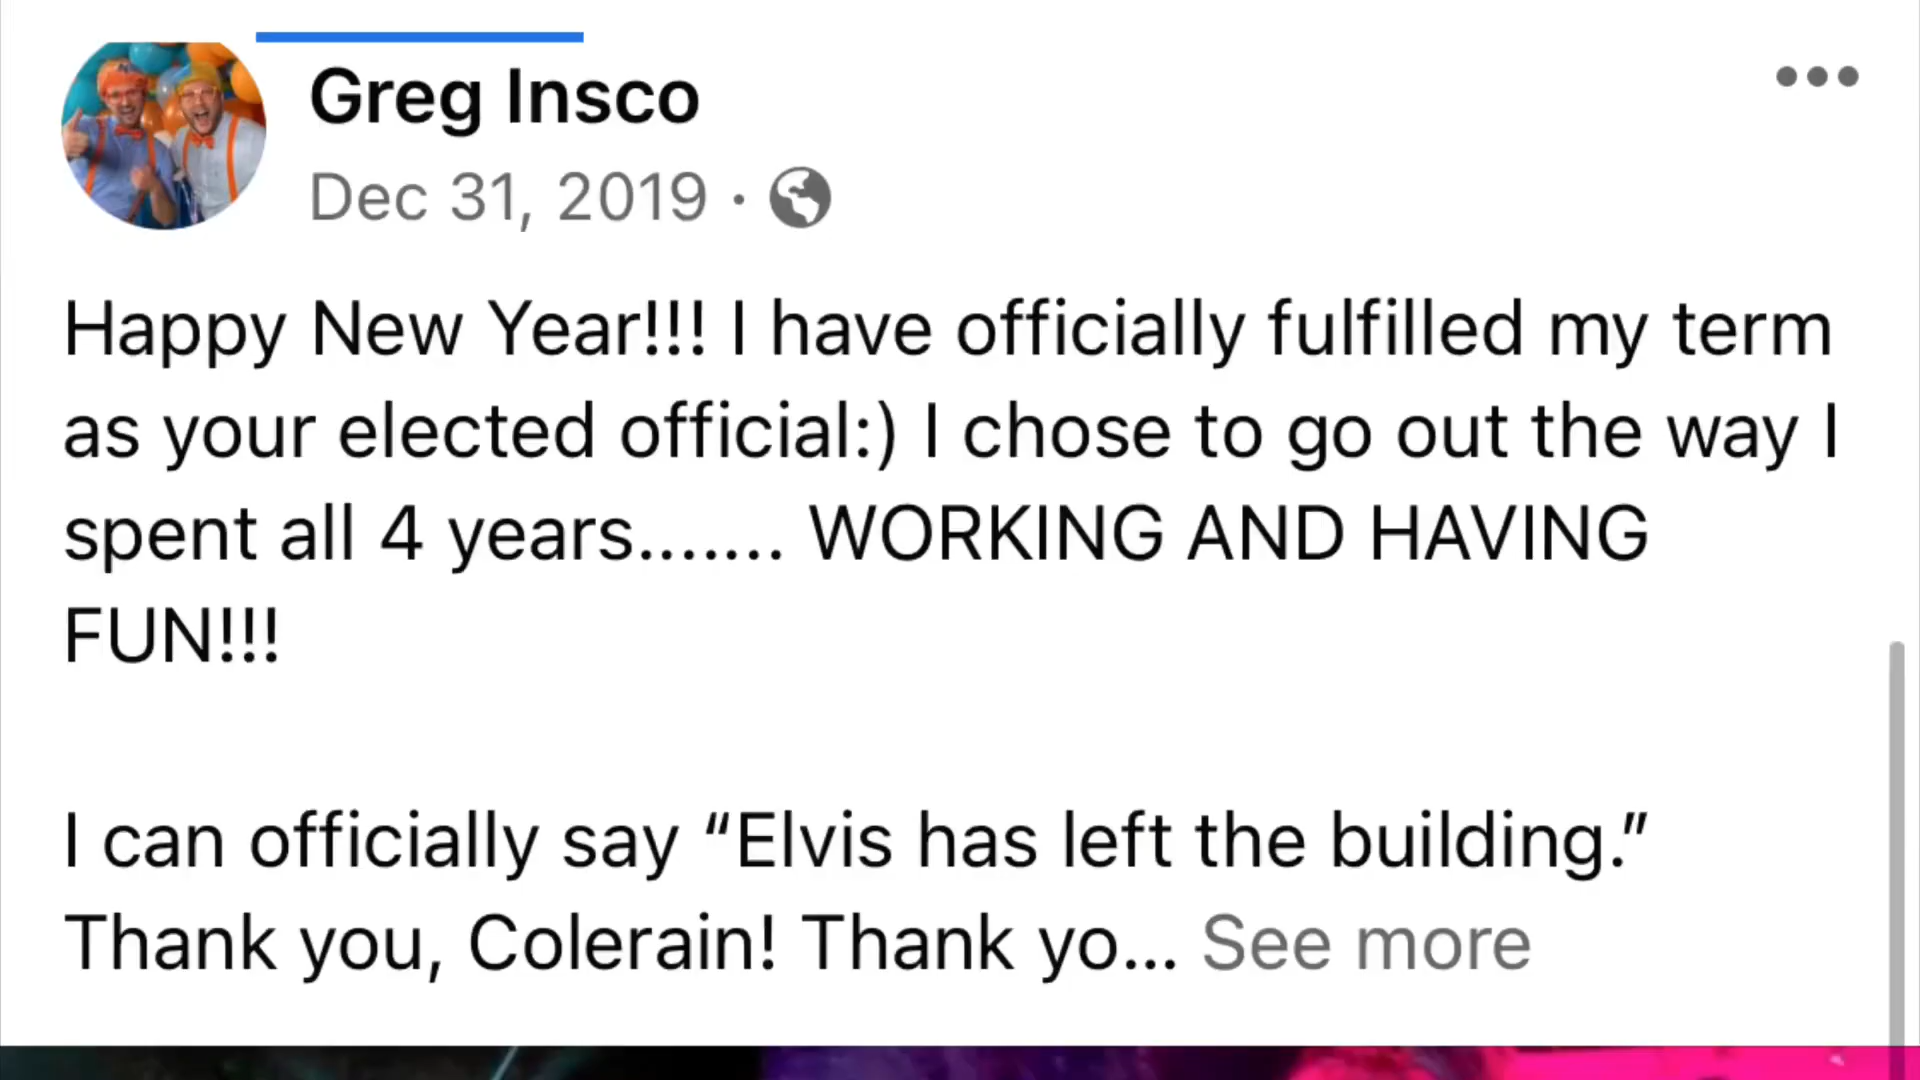 Greg Insco
Dec 31, 2019 ·
Happy New Year!!! I have officially fulfilled my term
as your elected official:) I chose to go out the way I
spent all 4 years....... WORKING AND HAVING
FUN!!!
I can officially say “Elvis has left the building.”
Thank you, Colerain! Thank yo... See more